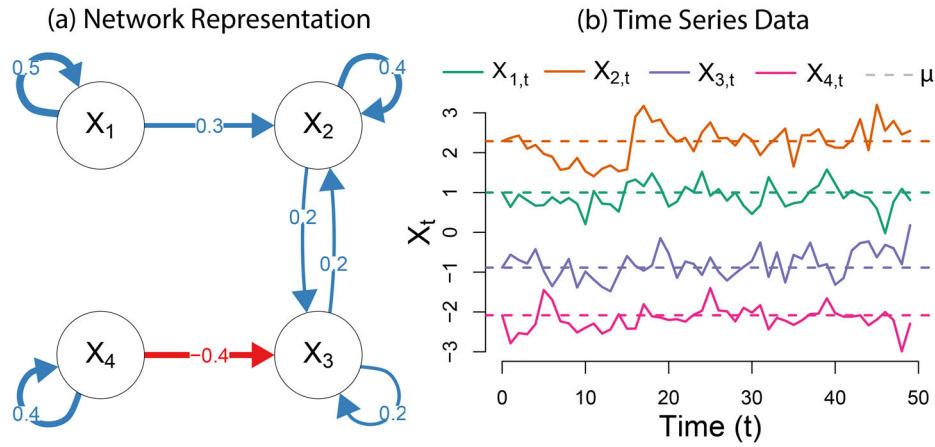 (a) Network Representation
0.5
X1
0.3
X2
0.4
0.2
0.2
X4
−0.4
X3
0.4
0.2
(b) Time Series Data
X1,t X2,t X3,t X4,t μ
3
2
1
0
−1
−2
−3
Xt
0 10 20 30 40 50
Time (t)